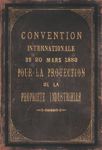 CONVENTION
INTERNATIONALE
DU 20 MARS 1883
POUR LA PROTECTION
DE LA
PROPRIÉTÉ INDUSTRIELLE